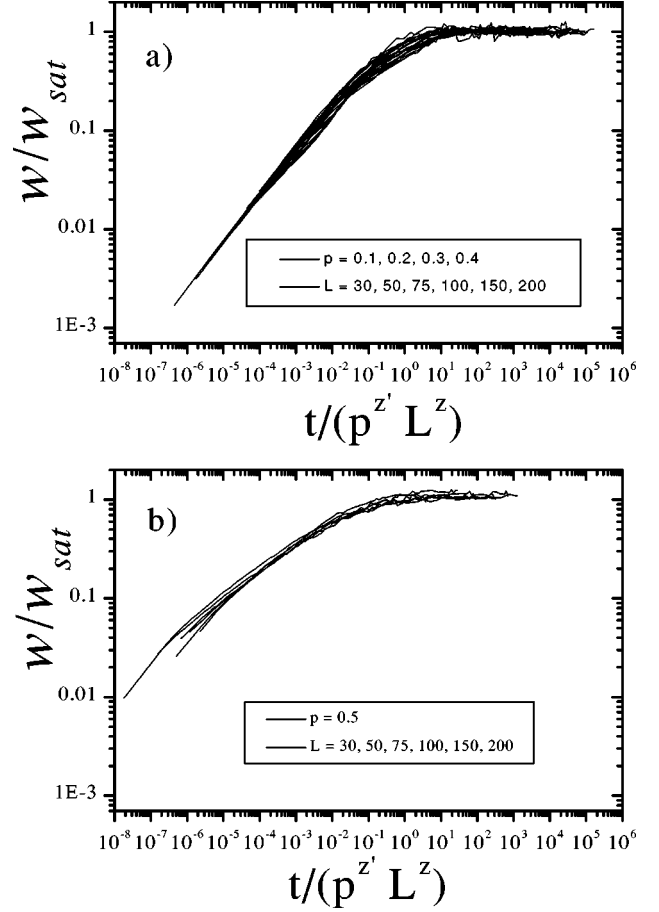 a)
W/W_sat
1
0.1
0.01
1E-3
p = 0.1, 0.2, 0.3, 0.4
L = 30, 50, 75, 100, 150, 200
10^-8 10^-7 10^-6 10^-5 10^-4 10^-3 10^-2 10^-1 10^0 10^1 10^2 10^3 10^4 10^5 10^6
t/(p^z' L^z)
b)
W/W_sat
1
0.1
0.01
1E-3
p = 0.5
L = 30, 50, 75, 100, 150, 200
10^-8 10^-7 10^-6 10^-5 10^-4 10^-3 10^-2 10^-1 10^0 10^1 10^2 10^3 10^4 10^5 10^6
t/(p^z' L^z)